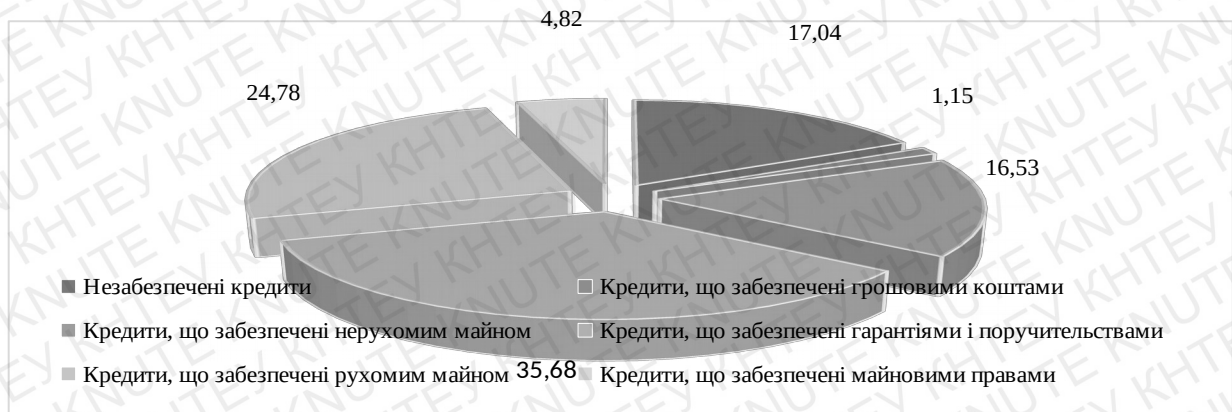 4,82
17,04
24,78
1,15
16,53
Незабезпечені кредити
Кредити, що забезпечені грошовими коштами
Кредити, що забезпечені нерухомим майном
Кредити, що забезпечені гарантіями і поручительствами
Кредити, що забезпечені рухомим майном
35,68
Кредити, що забезпечені майновими правами
КНТЕУ KNUTE